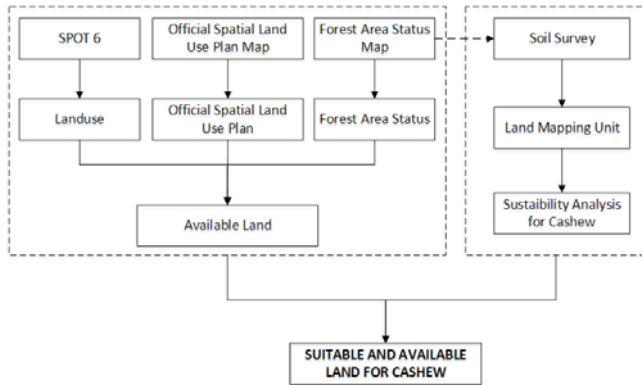 SPOT 6
Official Spatial Land
Use Plan Map
Forest Area Status
Map
Soil Survey
Landuse
Official Spatial Land
Use Plan
Forest Area Status
Land Mapping Unit
Available Land
Sustaibility Analysis
for Cashew
SUITABLE AND AVAILABLE
LAND FOR CASHEW